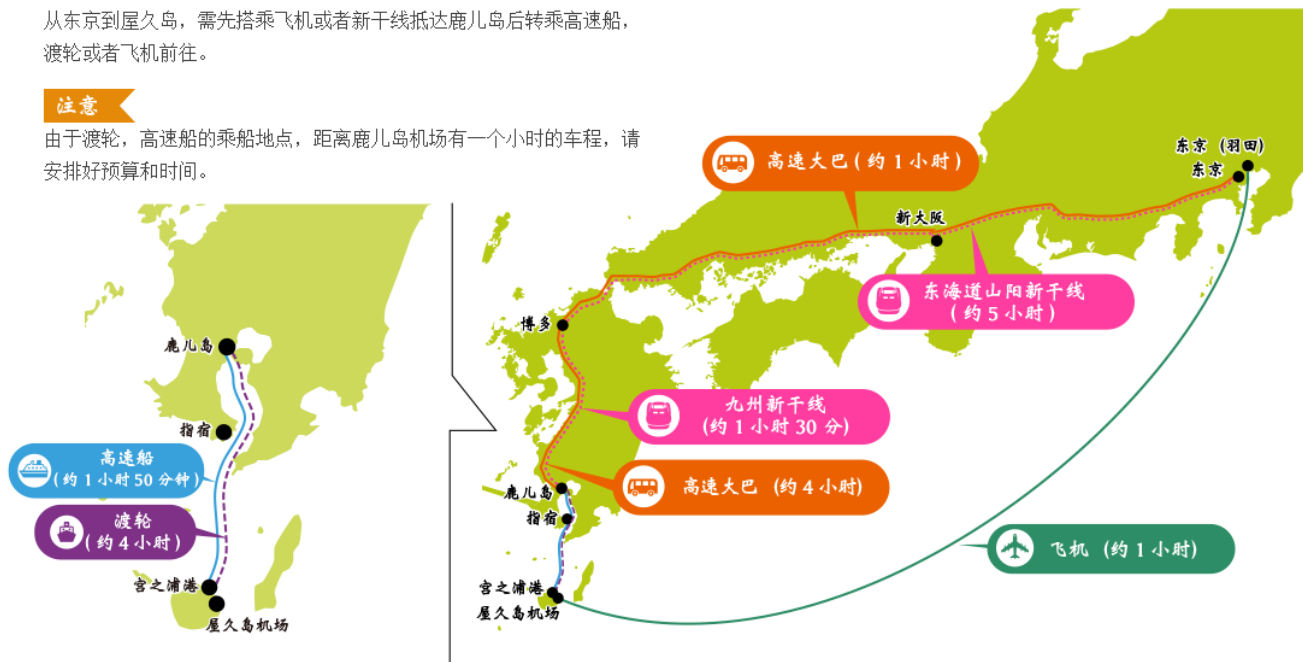 从东京到屋久岛，需先搭乘飞机或者新干线抵达鹿儿岛后转乘高速船，
渡轮或者飞机前往。
注意
由于渡轮，高速船的乘船地点，距离鹿儿岛机场有一个小时的车程，请
安排好预算和时间。
鹿儿岛
指宿
高速船
(约 1 小时 50 分钟)
渡轮
(约 4 小时)
宫之浦港
屋久岛机场
高速大巴 (约 1 小时)
东京 (羽田)
东京
新大阪
东海道山阳新干线
(约 5 小时)
博多
九州新干线
(约 1 小时 30 分)
高速大巴 (约 4 小时)
鹿儿岛
指宿
飞机 (约 1 小时)
宫之浦港
屋久岛机场